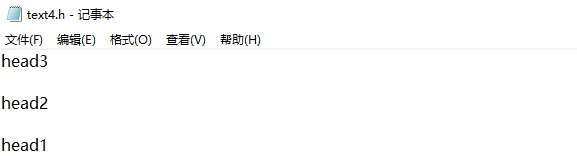 text4.h - 记事本
文件(F) 编辑(E) 格式(O) 查看(V) 帮助(H)
head3
head2
head1